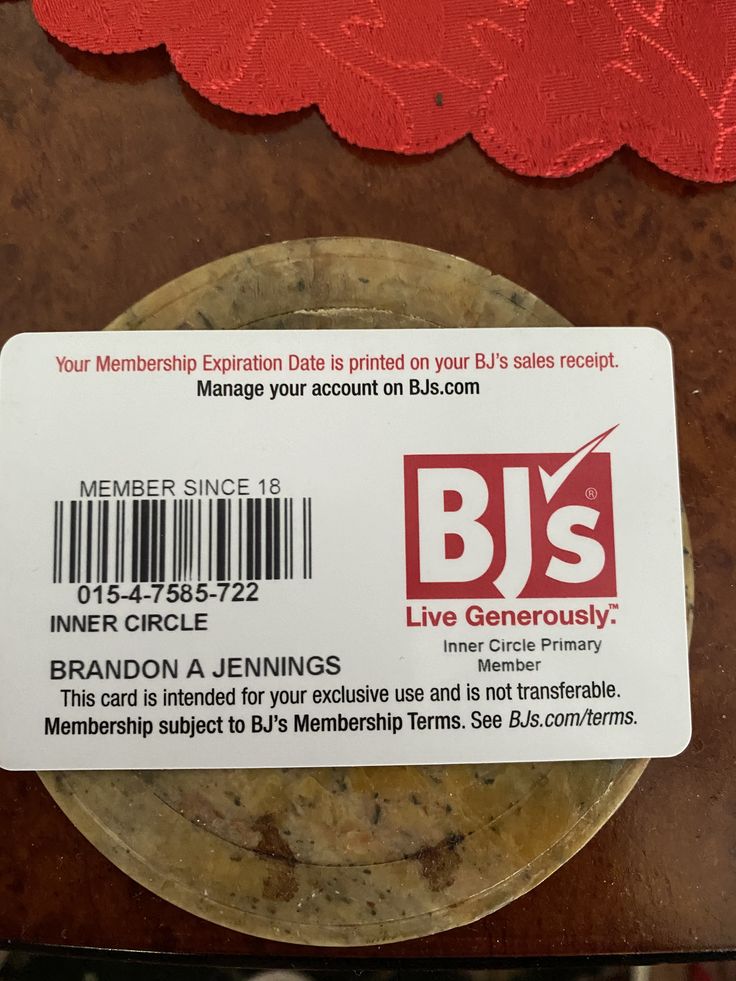 Your Membership Expiration Date is printed on your BJ's sales receipt.
Manage your account on BJs.com
MEMBER SINCE 18
015-4-7585-722
INNER CIRCLE
BJ's®
Live Generously.™
Inner Circle Primary
Member
BRANDON A JENNINGS
This card is intended for your exclusive use and is not transferable.
Membership subject to BJ's Membership Terms. See BJs.com/terms.